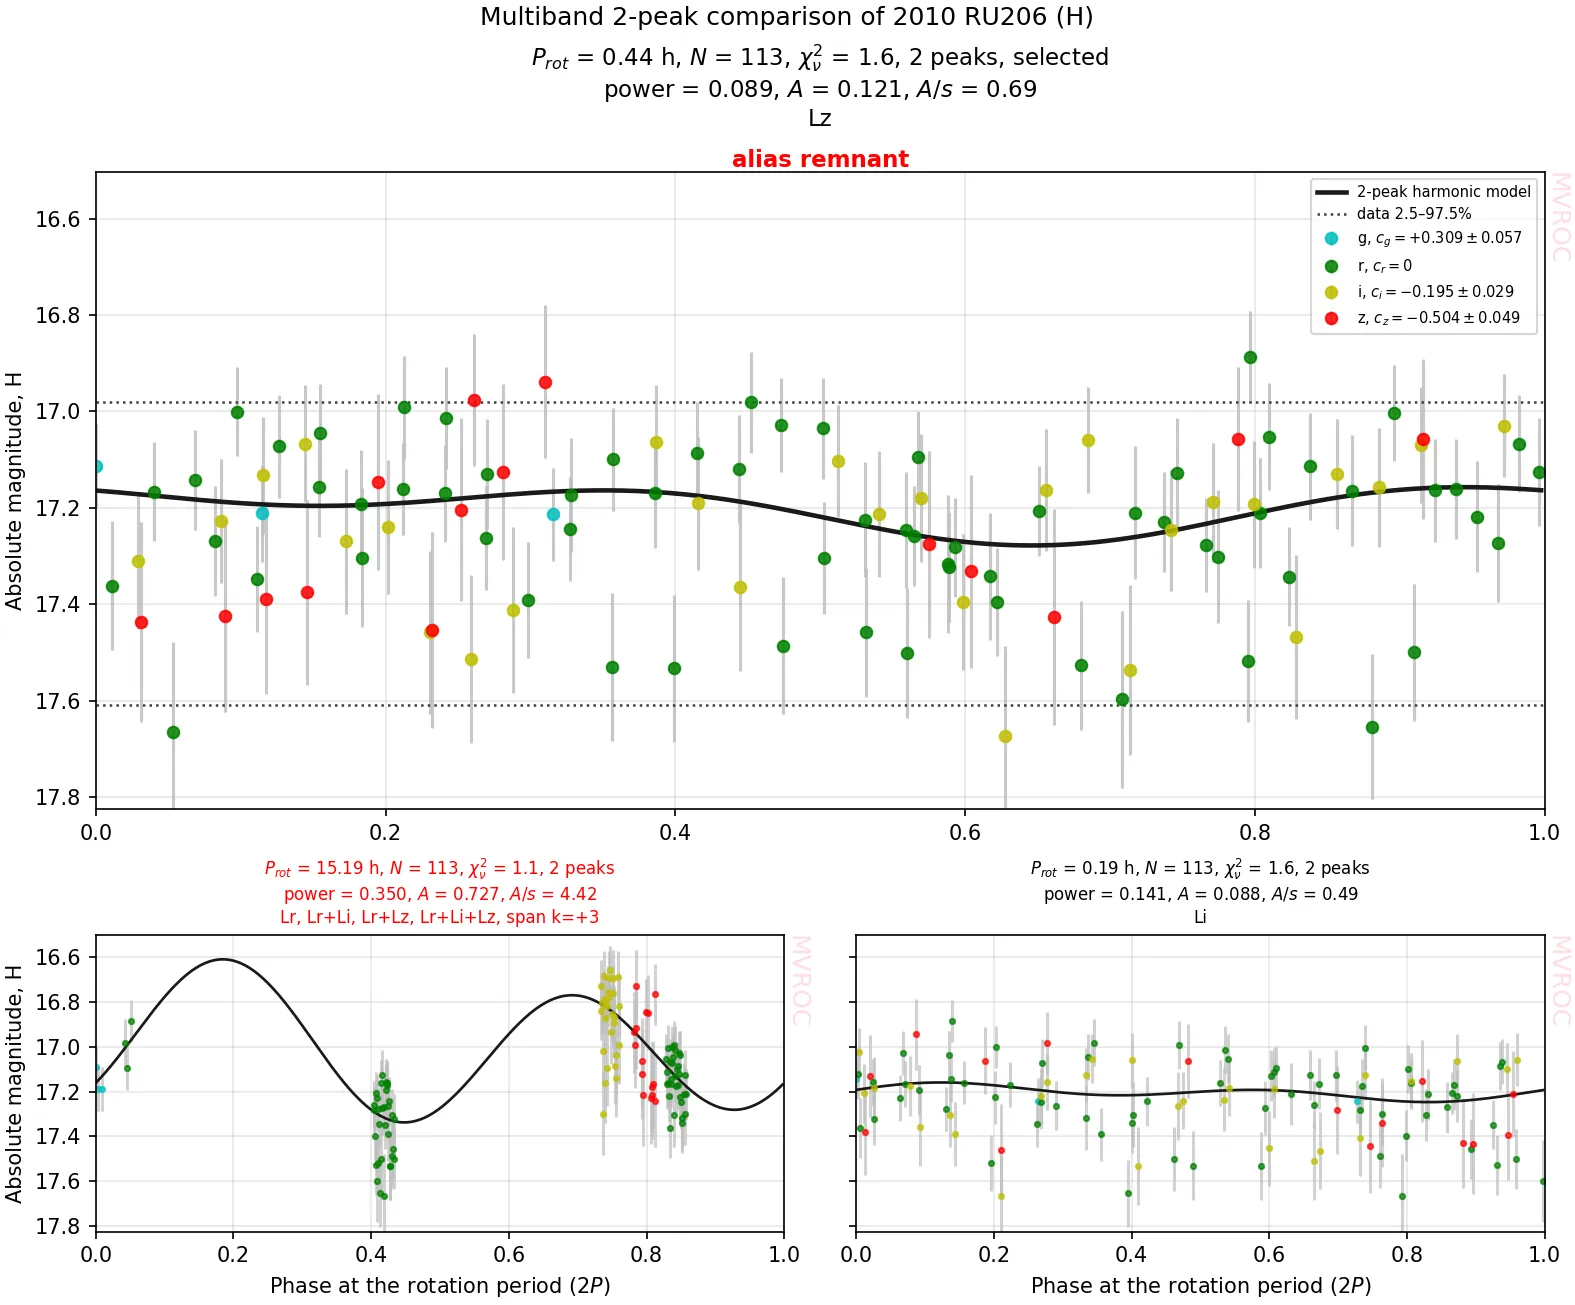 Multiband 2-peak comparison of 2010 RU206 (H)
P_rot = 0.44 h, N = 113, χ²_ν = 1.6, 2 peaks, selected
power = 0.089, A = 0.121, A/s = 0.69
Lz
alias remnant
2-peak harmonic model
data 2.5–97.5%
g, c_g = +0.309 ± 0.057
r, c_r = 0
i, c_i = −0.195 ± 0.029
z, c_z = −0.504 ± 0.049
MVROC
Absolute magnitude, H
16.6
16.8
17.0
17.2
17.4
17.6
17.8
0.0 0.2 0.4 0.6 0.8 1.0
P_rot = 15.19 h, N = 113, χ²_ν = 1.1, 2 peaks
power = 0.350, A = 0.727, A/s = 4.42
Lr, Lr+Li, Lr+Lz, Lr+Li+Lz, span k=+3
MVROC
Absolute magnitude, H
16.6
16.8
17.0
17.2
17.4
17.6
17.8
0.0 0.2 0.4 0.6 0.8 1.0
Phase at the rotation period (2P)
P_rot = 0.19 h, N = 113, χ²_ν = 1.6, 2 peaks
power = 0.141, A = 0.088, A/s = 0.49
Li
MVROC
0.0 0.2 0.4 0.6 0.8 1.0
Phase at the rotation period (2P)